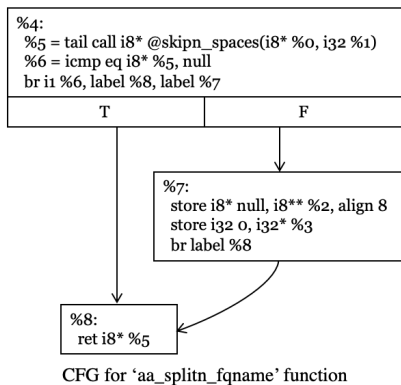 %4:
%5 = tail call i8* @skipn_spaces(i8* %0, i32 %1)
%6 = icmp eq i8* %5, null
br i1 %6, label %8, label %7
T
F
%7:
store i8* null, i8** %2, align 8
store i32 0, i32* %3
br label %8
%8:
ret i8* %5
CFG for ‘aa_splitn_fqname’ function